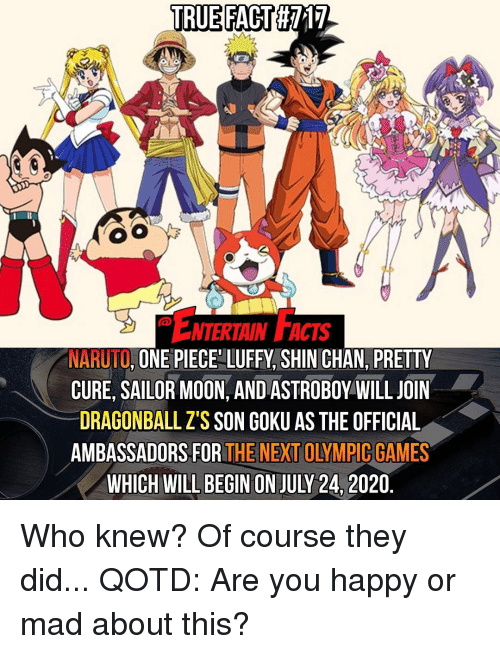 TRUE FACT #717
@ENTERTAIN FACTS
NARUTO, ONE PIECE' LUFFY, SHIN CHAN, PRETTY
CURE, SAILOR MOON, AND ASTROBOY WILL JOIN
DRAGONBALL Z'S SON GOKU AS THE OFFICIAL
AMBASSADORS FOR THE NEXT OLYMPIC GAMES
WHICH WILL BEGIN ON JULY 24, 2020.
Who knew? Of course they
did... QOTD: Are you happy or
mad about this?